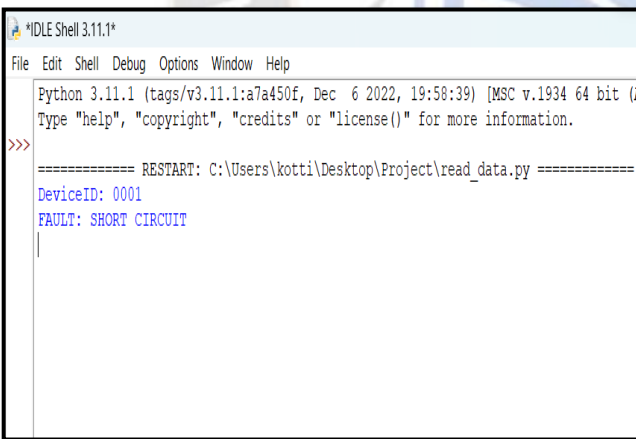 *IDLE Shell 3.11.1*
File Edit Shell Debug Options Window Help
Python 3.11.1 (tags/v3.11.1:a7a450f, Dec  6 2022, 19:58:39) [MSC v.1934 64 bit (
Type "help", "copyright", "credits" or "license()" for more information.
>>>
============= RESTART: C:\Users\kotti\Desktop\Project\read_data.py =============
DeviceID: 0001
FAULT: SHORT CIRCUIT